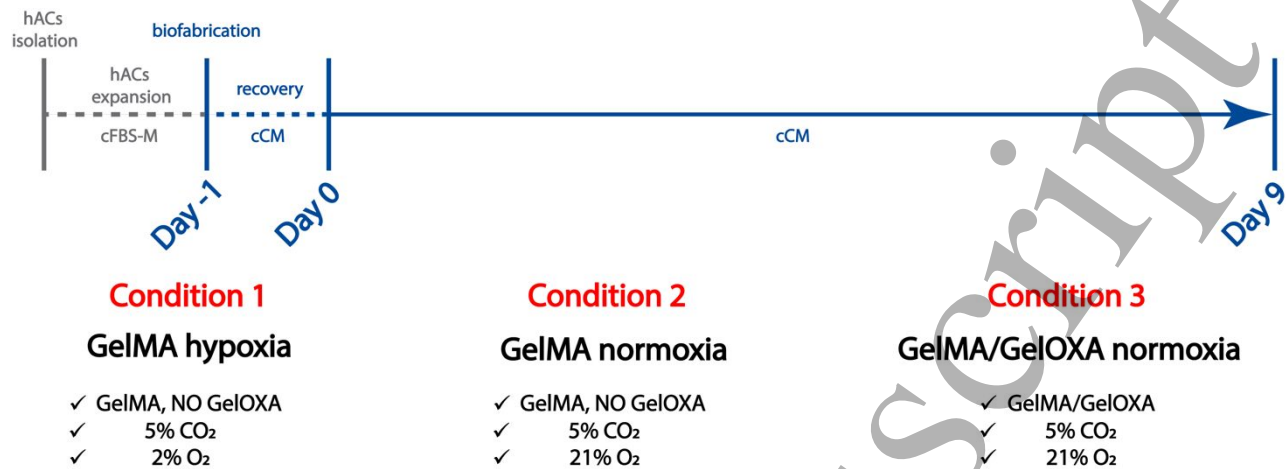 hACs
isolation
biofabrication
hACs
expansion
recovery
cFBS-M
cCM
cCM
Day -1
Day 0
Day 9
Condition 1
Condition 2
Condition 3
GelMA hypoxia
GelMA normoxia
GelMA/GelOXA normoxia
✓ GelMA, NO GelOXA
✓ 5% CO₂
✓ 2% O₂
✓ GelMA, NO GelOXA
✓ 5% CO₂
✓ 21% O₂
✓ GelMA/GelOXA
✓ 5% CO₂
✓ 21% O₂
script